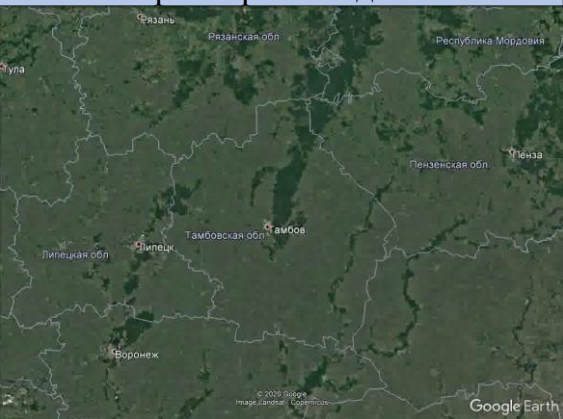 Рязань
Рязанская обл
Республика Мордовия
Тула
Пенза
Пензенская обл.
Тамбов
Тамбовская обл.
Липецк
Липецкая обл
Воронеж
© 2020 Google
Image Landsat / Copernicus
Google Earth